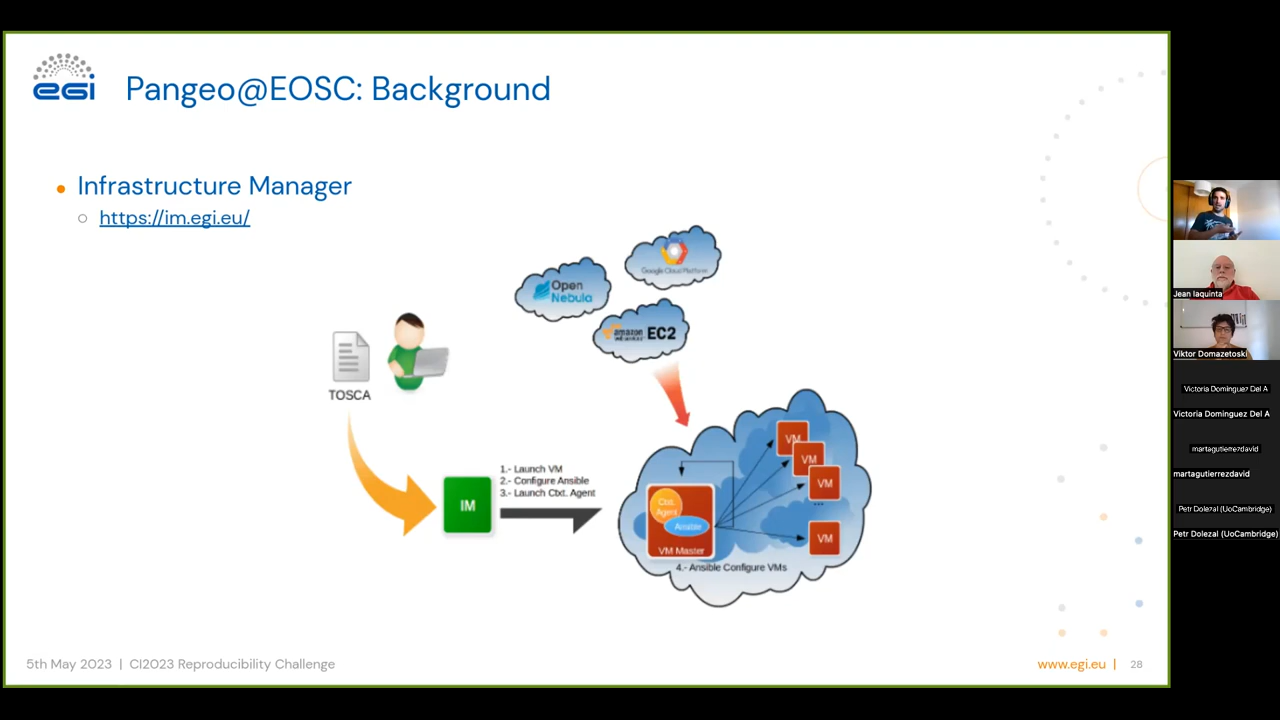 egi
Pangeo@EOSC: Background
Infrastructure Manager
https://im.egi.eu/
Google Cloud Platform
Open
Nebula
amazon
EC2
TOSCA
IM
1.- Launch VM
2.- Configure Ansible
3.- Launch Ctxt. Agent
Ctxt.
Agent
Ansible
VM Master
VM
VM
VM
...
VM
4.- Ansible Configure VMs
5th May 2023 | CI2023 Reproducibility Challenge
www.egi.eu | 28
Jean Iaquinta
Viktor Domazetoski
Victoria Dominguez Del A
Victoria Dominguez Del A
martagutierrezdavid
martagutierrezdavid
Petr Dolezal (UoCambridge)
Petr Dolezal (UoCambridge)